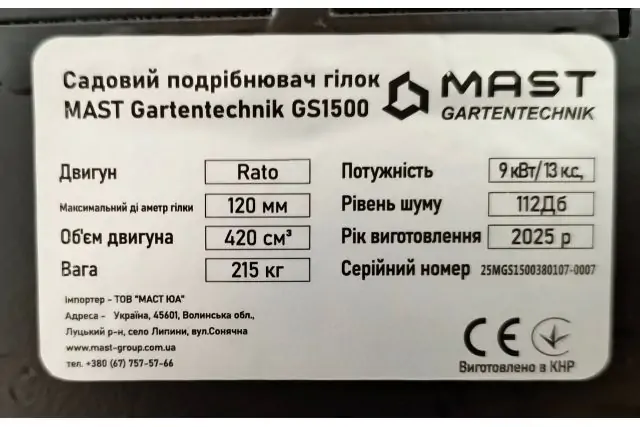 Садовий подрібнювач гілок
MAST Gartentechnik GS1500
MAST
GARTENTECHNIK
Двигун Rato
Максимальний ді аметр гілки 120 мм
Об'єм двигуна 420 см³
Вага 215 кг
Потужність 9 кВт/13 к.с,
Рівень шуму 112Дб
Рік виготовлення 2025 р
Серійний номер 25MGS1500380107-0007
Імпортер - ТОВ "МАСТ ЮА"
Адреса - Україна, 45601, Волинська обл.,
Луцький р-н, село Липини, вул.Сонячна
www.mast-group.com.ua
тел. +380 (67) 757-57-66
CE
Виготовлено в КНР